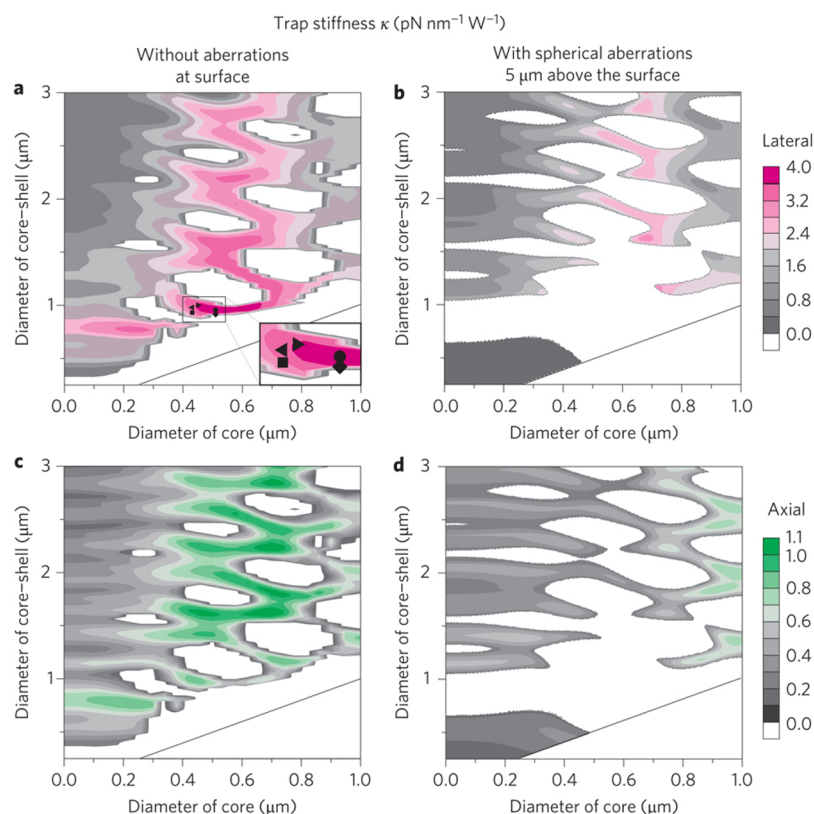 Trap stiffness κ (pN nm⁻¹ W⁻¹)
Without aberrations
at surface
With spherical aberrations
5 μm above the surface
a
b
3
2
1
Diameter of core–shell (μm)
0.0 0.2 0.4 0.6 0.8 1.0
Diameter of core (μm)
3
2
1
Diameter of core–shell (μm)
0.0 0.2 0.4 0.6 0.8 1.0
Diameter of core (μm)
Lateral
4.0
3.2
2.4
1.6
0.8
0.0
c
d
3
2
1
Diameter of core–shell (μm)
0.0 0.2 0.4 0.6 0.8 1.0
Diameter of core (μm)
3
2
1
Diameter of core–shell (μm)
0.0 0.2 0.4 0.6 0.8 1.0
Diameter of core (μm)
Axial
1.1
1.0
0.8
0.6
0.4
0.2
0.0